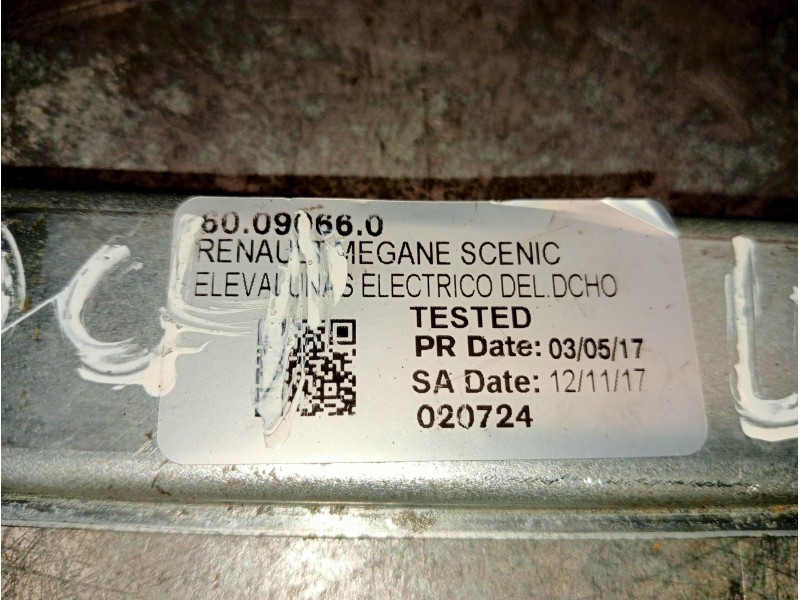 60.09066.0
RENAULT MEGANE SCENIC
ELEVALUNAS ELECTRICO DEL.DCHO
TESTED
PR Date: 03/05/17
SA Date: 12/11/17
020724